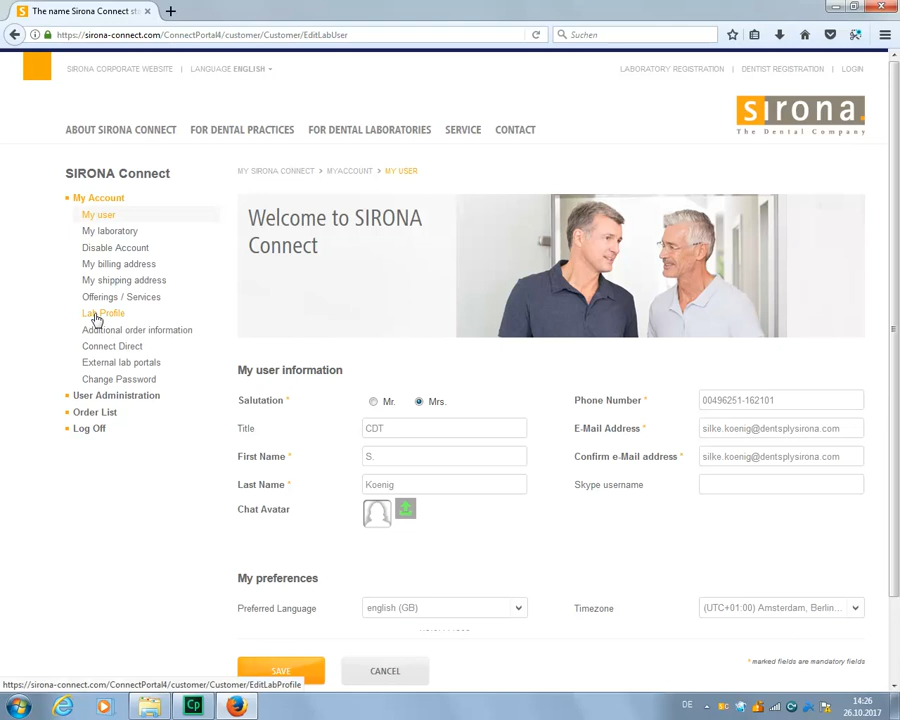 The name Sirona Connect st...
https://sirona-connect.com/ConnectPortal4/customer/Customer/EditLabUser
Suchen
SIRONA CORPORATE WEBSITE | LANGUAGE ENGLISH
LABORATORY REGISTRATION | DENTIST REGISTRATION | LOGIN
sirona.
The Dental Company
ABOUT SIRONA CONNECT FOR DENTAL PRACTICES FOR DENTAL LABORATORIES SERVICE CONTACT
SIRONA Connect
MY SIRONA CONNECT > MYACCOUNT > MY USER
My Account
My user
My laboratory
Disable Account
My billing address
My shipping address
Offerings / Services
Lab Profile
Additional order information
Connect Direct
External lab portals
Change Password
User Administration
Order List
Log Off
Welcome to SIRONA
Connect
My user information
Salutation * Mr. Mrs.
Title CDT
First Name * S.
Last Name * Koenig
Chat Avatar
Phone Number * 00496251-162101
E-Mail Address * silke.koenig@dentsplysirona.com
Confirm e-Mail address * silke.koenig@dentsplysirona.com
Skype username
My preferences
Preferred Language english (GB)
Timezone (UTC+01:00) Amsterdam, Berlin...
SAVE CANCEL
* marked fields are mandatory fields
https://sirona-connect.com/ConnectPortal4/customer/Customer/EditLabProfile
DE
14:26
26.10.2017